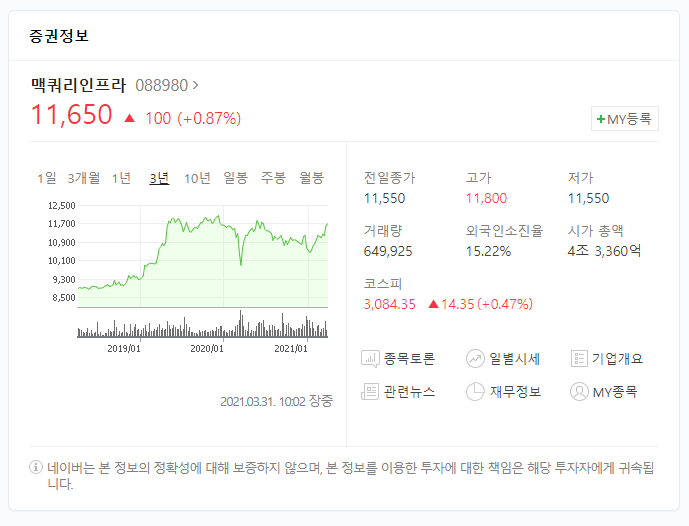 증권정보
맥쿼리인프라 088980 >
11,650 ▲ 100 (+0.87%)
+MY등록
1일 3개월 1년 3년 10년 일봉 주봉 월봉
12,500
11,700
10,900
10,100
9,300
8,500
2019/01 2020/01 2021/01
2021.03.31. 10:02 장중
전일종가 고가 저가
11,550 11,800 11,550
거래량 외국인소진율 시가 총액
649,925 15.22% 4조 3,360억
코스피
3,084.35 ▲14.35(+0.47%)
종목토론 일별시세 기업개요
관련뉴스 재무정보 MY종목
네이버는 본 정보의 정확성에 대해 보증하지 않으며, 본 정보를 이용한 투자에 대한 책임은 해당 투자자에게 귀속됩
니다.